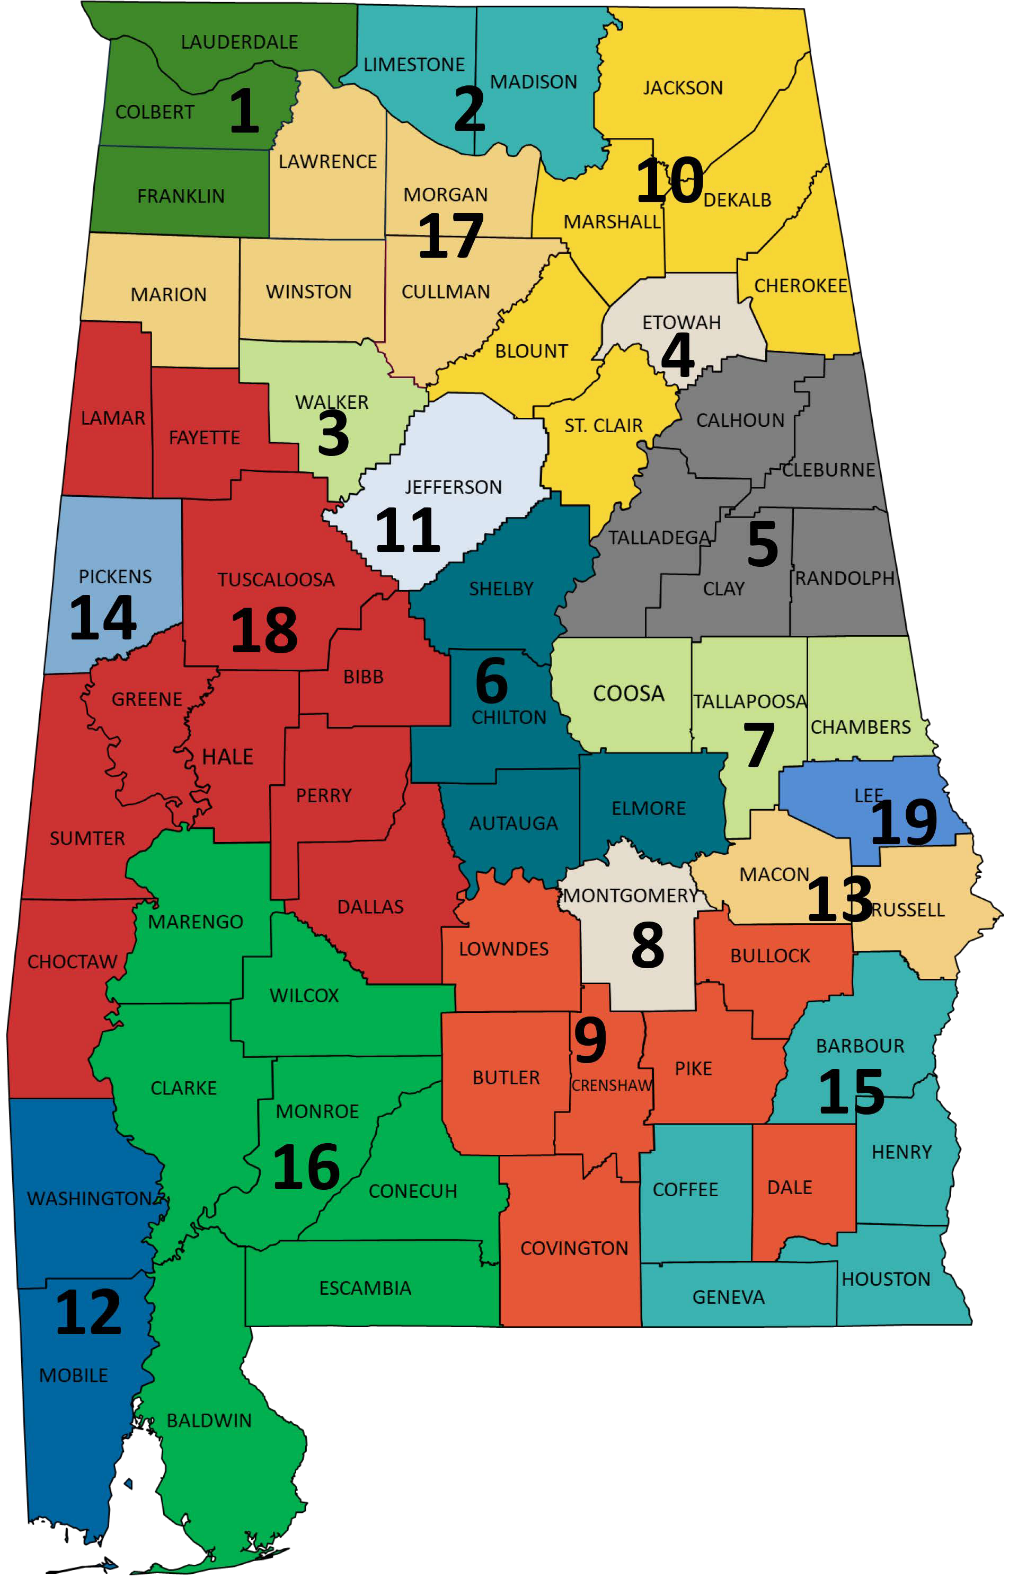 LAUDERDALE
LIMESTONE
MADISON
JACKSON
COLBERT
1
2
LAWRENCE
FRANKLIN
MORGAN
10
DEKALB
MARSHALL
17
MARION
WINSTON
CULLMAN
CHEROKEE
ETOWAH
4
BLOUNT
WALKER
3
LAMAR
FAYETTE
ST. CLAIR
CALHOUN
CLEBURNE
JEFFERSON
11
TALLADEGA
5
PICKENS
14
TUSCALOOSA
18
SHELBY
CLAY
RANDOLPH
BIBB
6
CHILTON
COOSA
TALLAPOOSA
7
CHAMBERS
GREENE
HALE
PERRY
SUMTER
AUTAUGA
ELMORE
LEE
19
MACON
13
RUSSELL
MONTGOMERY
8
DALLAS
MARENGO
LOWNDES
BULLOCK
CHOCTAW
WILCOX
9
BUTLER
CRENSHAW
PIKE
BARBOUR
15
CLARKE
MONROE
16
CONECUH
HENRY
WASHINGTON
COFFEE
DALE
COVINGTON
ESCAMBIA
GENEVA
HOUSTON
12
MOBILE
BALDWIN